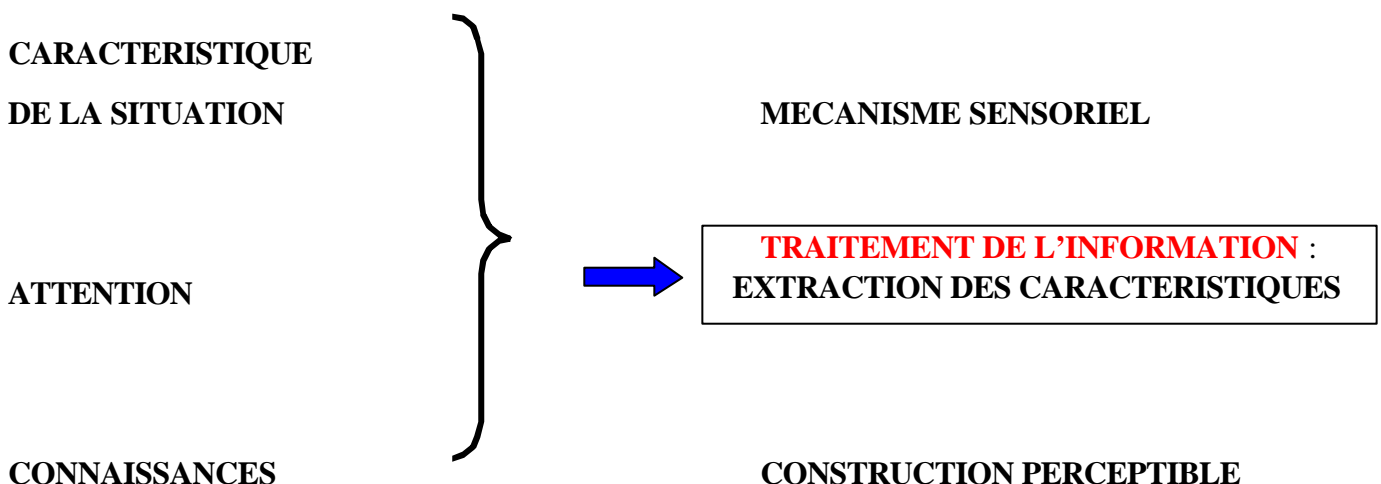 CARACTERISTIQUE
DE LA SITUATION
MECANISME SENSORIEL
TRAITEMENT DE L’INFORMATION :
EXTRACTION DES CARACTERISTIQUES
ATTENTION
CONNAISSANCES
CONSTRUCTION PERCEPTIBLE